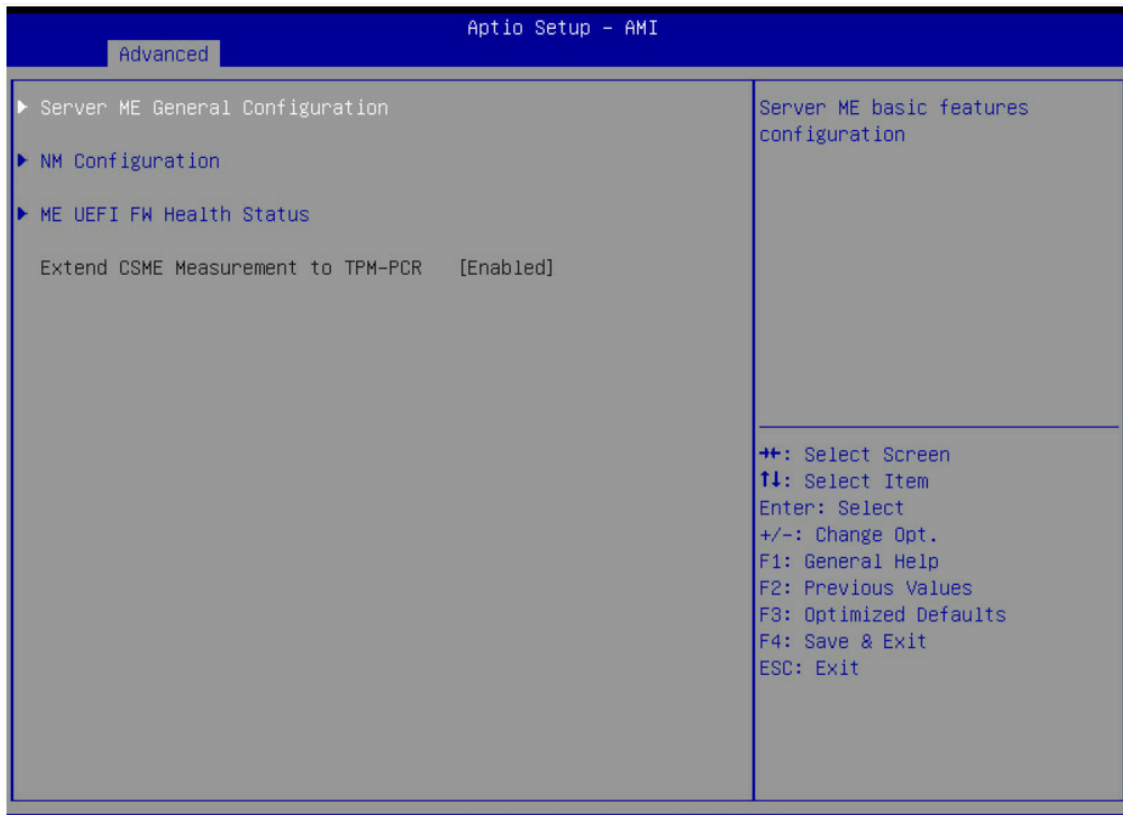 Aptio Setup – AMI
Advanced
▶ Server ME General Configuration
▶ NM Configuration
▶ ME UEFI FW Health Status
Extend CSME Measurement to TPM-PCR [Enabled]
Server ME basic features
configuration
→←: Select Screen
↑↓: Select Item
Enter: Select
+/-: Change Opt.
F1: General Help
F2: Previous Values
F3: Optimized Defaults
F4: Save & Exit
ESC: Exit